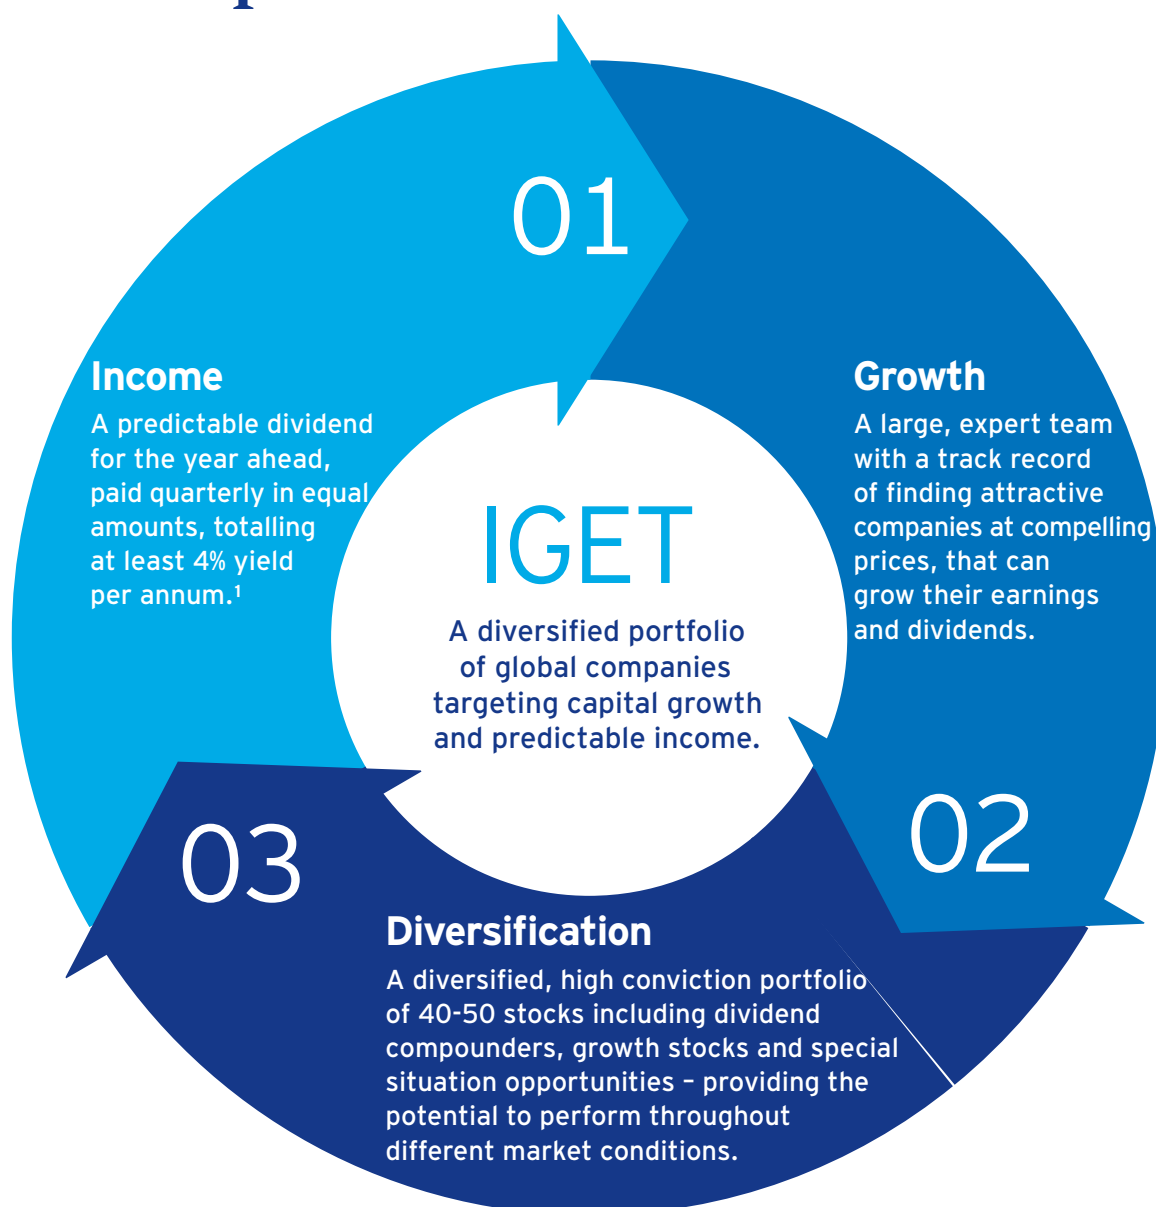 01
Income
A predictable dividend
for the year ahead,
paid quarterly in equal
amounts, totalling
at least 4% yield
per annum.¹
Growth
A large, expert team
with a track record
of finding attractive
companies at compelling
prices, that can
grow their earnings
and dividends.
IGET
A diversified portfolio
of global companies
targeting capital growth
and predictable income.
02
03
Diversification
A diversified, high conviction portfolio
of 40-50 stocks including dividend
compounders, growth stocks and special
situation opportunities – providing the
potential to perform throughout
different market conditions.